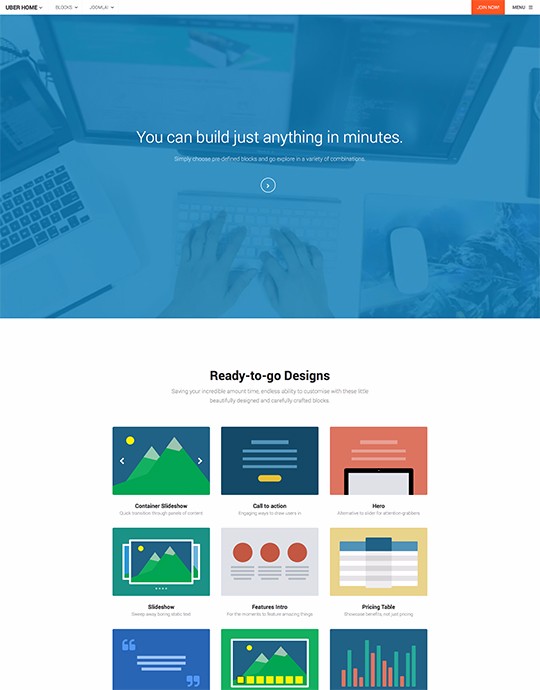 UBER HOME BLOCKS JOOMLA! JOIN NOW! MENU
You can build just anything in minutes.
Simply choose pre-defined blocks and go explore in a variety of combinations.
Ready-to-go Designs
Saving your incredible amount time, endless ability to customise with these little
beautifully designed and carefully crafted blocks.
Container Slideshow Call to action Hero
Quick transition through panels of content Engaging ways to draw users in Alternative to slider for attention-grabbers
Slideshow Features Intro Pricing Table
Sweep away boring static text For the moments to feature amazing things Showcase benefits, not just pricing